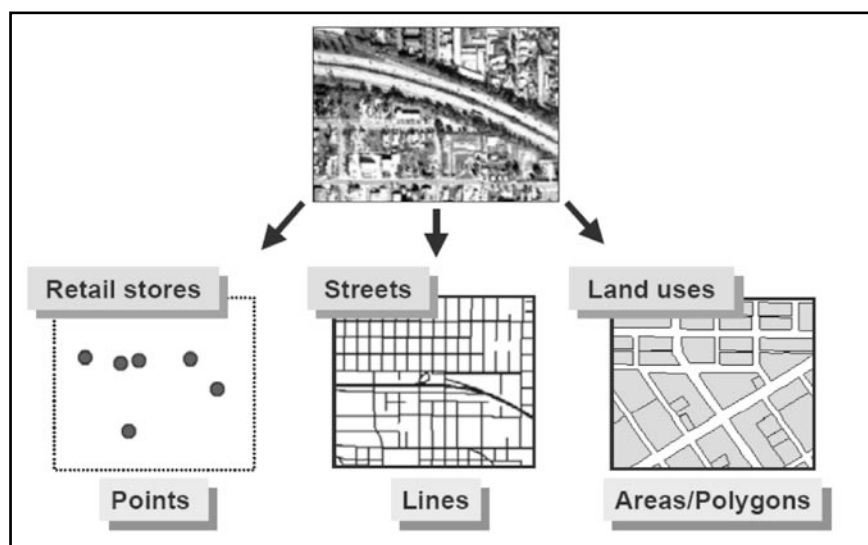 Retail stores
Streets
Land uses
Points
Lines
Areas/Polygons